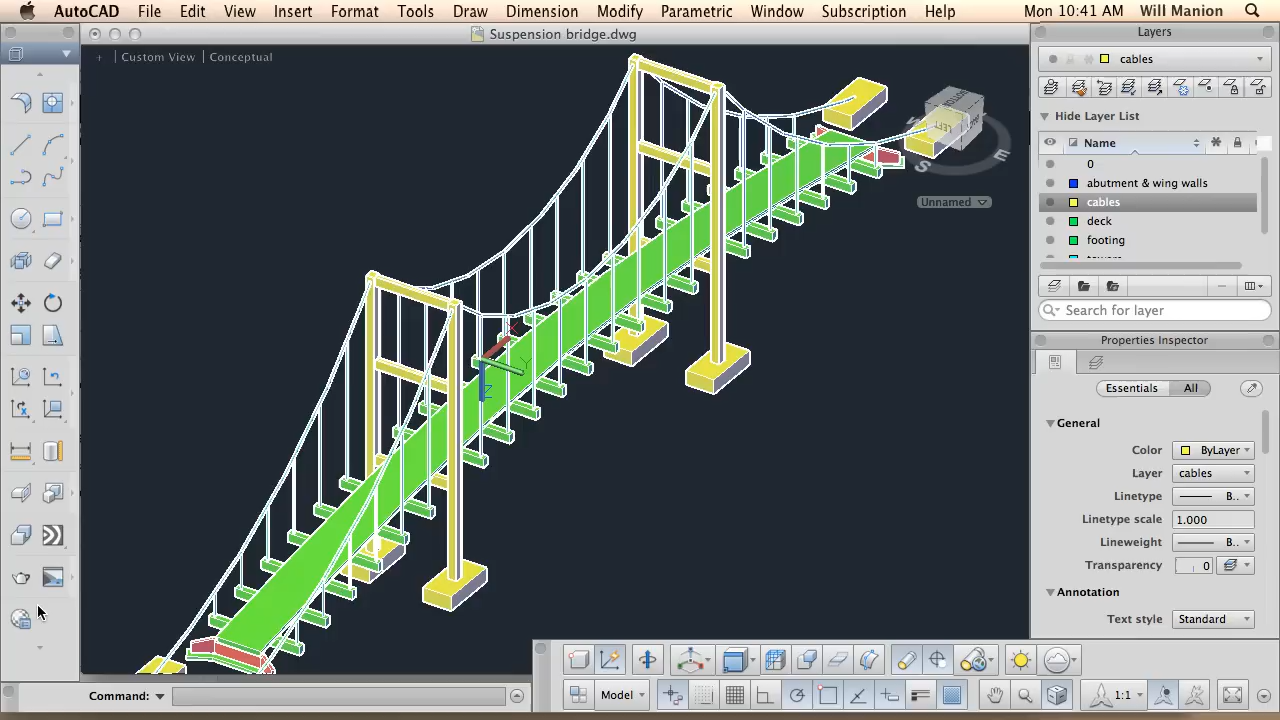 AutoCAD File Edit View Insert Format Tools Draw Dimension Modify Parametric Window Subscription Help Mon 10:41 AM Will Manion
Suspension bridge.dwg
Layers
+ | Custom View | Conceptual
cables
Hide Layer List
Name
0
abutment & wing walls
cables
deck
footing
LEFT
S
E
Unnamed
Search for layer
Properties Inspector
Essentials All
General
Color ByLayer
Layer cables
Linetype B..
Linetype scale 1.000
Lineweight B..
Transparency 0
Annotation
Text style Standard
X
Y
Z
Command:
Model
1:1